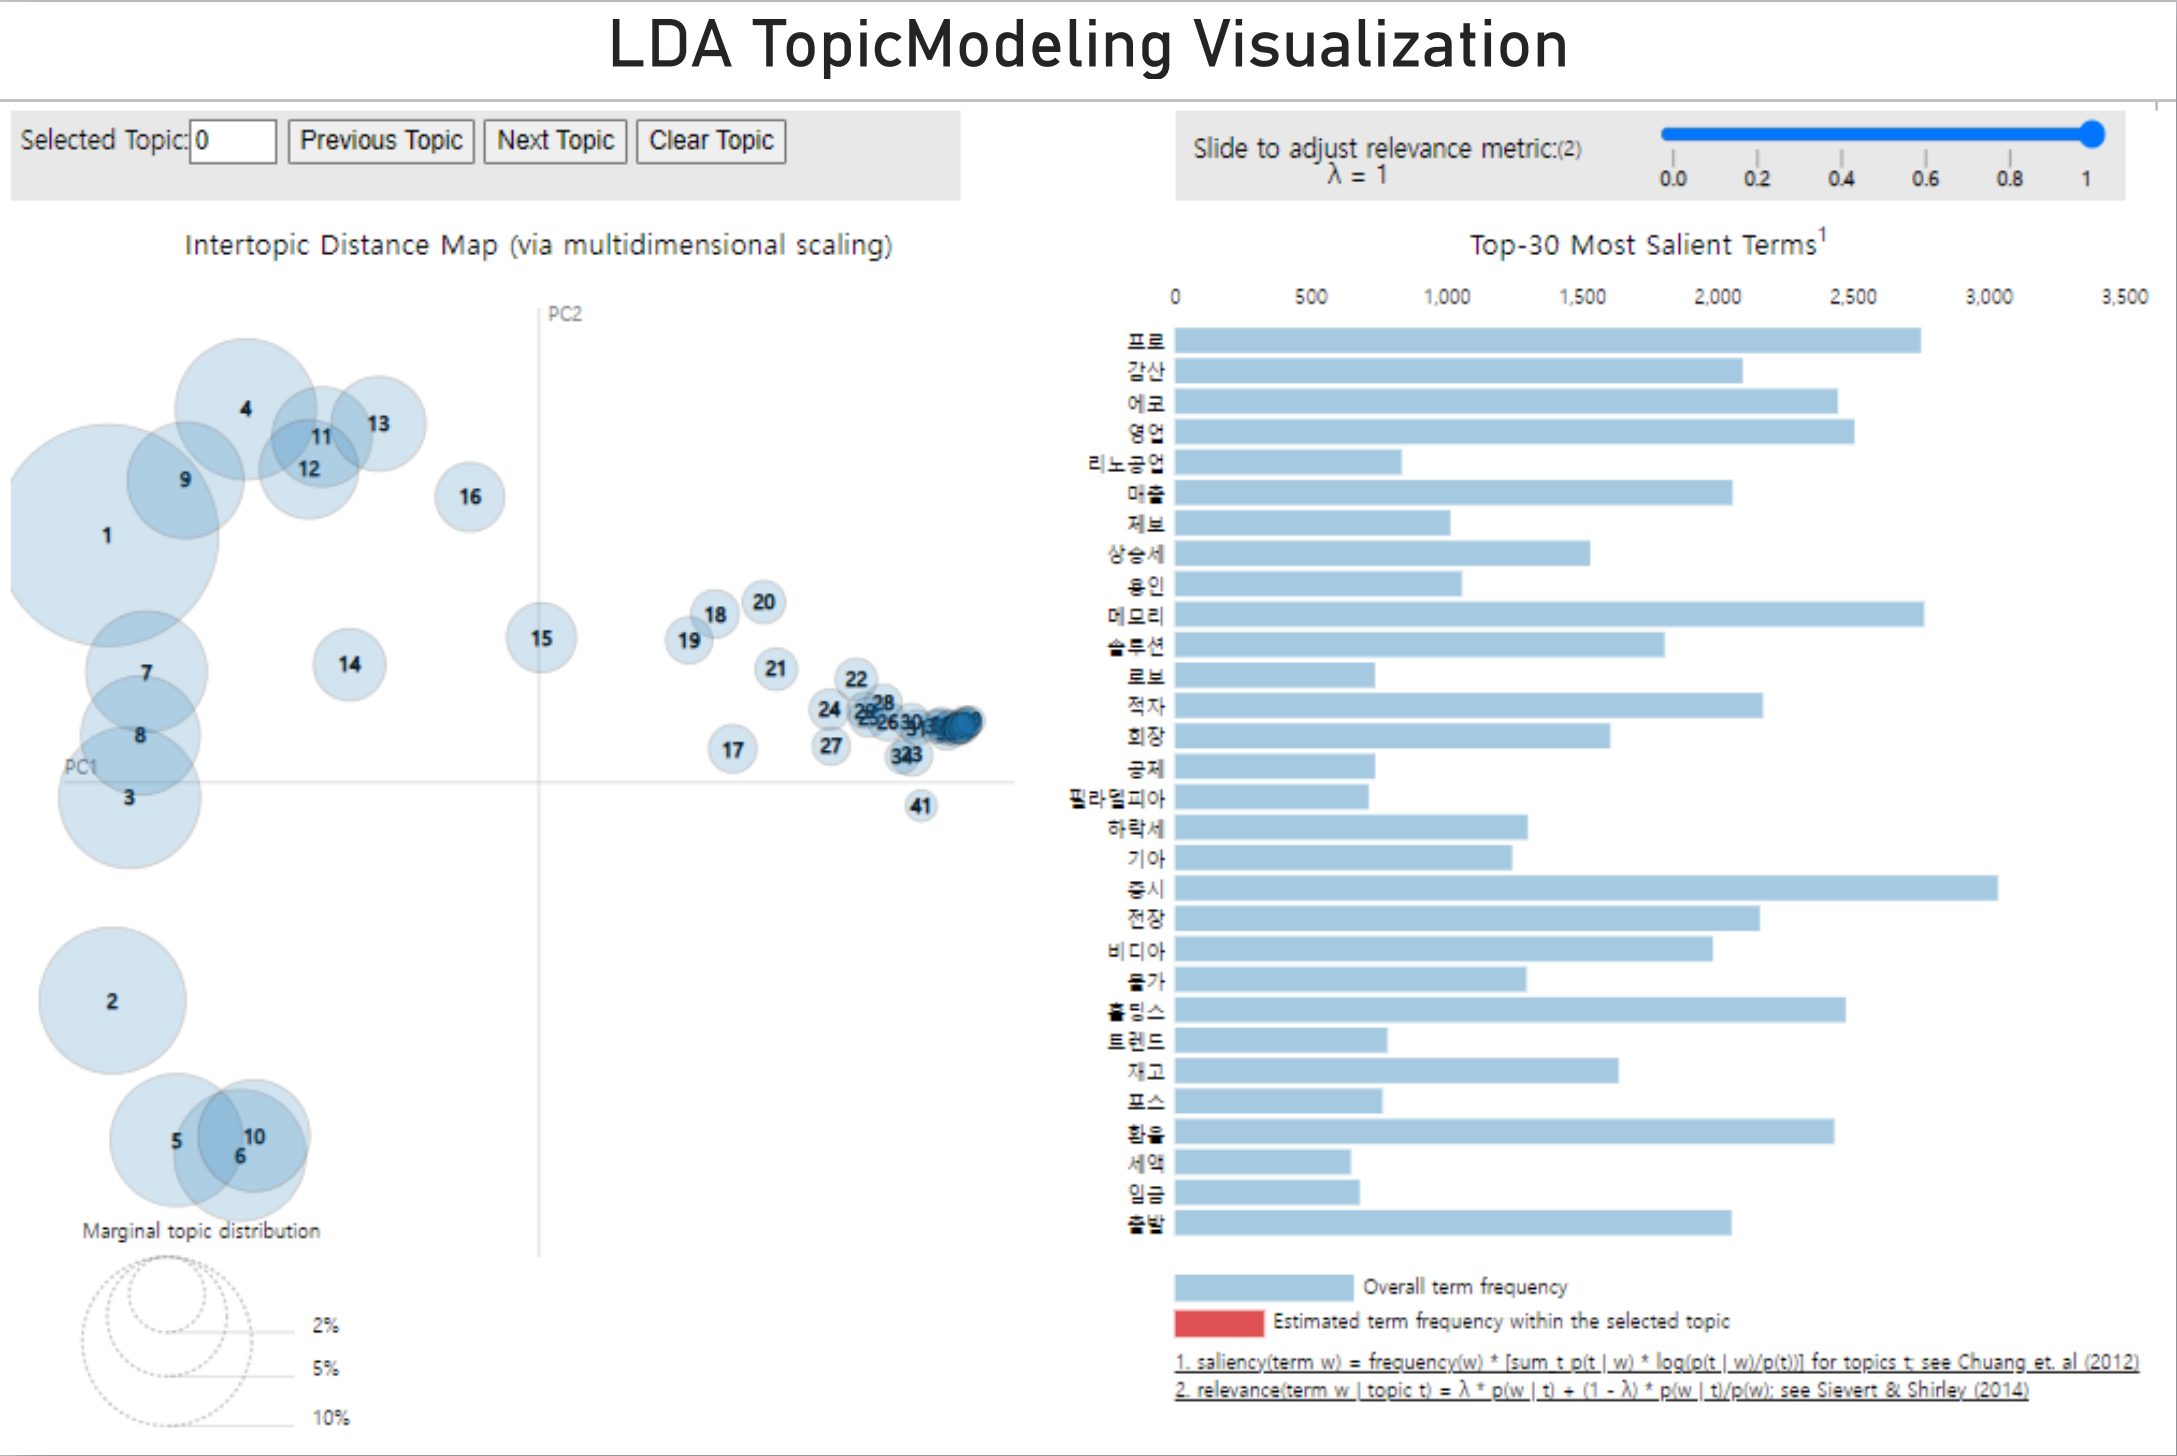 LDA TopicModeling Visualization
Selected Topic: 0 Previous Topic Next Topic Clear Topic
Slide to adjust relevance metric:(2)
λ = 1
0.0 0.2 0.4 0.6 0.8 1
Intertopic Distance Map (via multidimensional scaling)
PC2
PC1
4
11
13
12
9
16
1
7
14
15
8
3
18
20
19
21
22
24
28
26
30
27
17
34
33
41
2
5
10
6
Marginal topic distribution
2%
5%
10%
Top-30 Most Salient Terms1
0 500 1,000 1,500 2,000 2,500 3,000 3,500
프로
감산
에코
영업
리노공업
매출
제보
상승세
용인
메모리
솔루션
로보
적자
회장
공제
필라델피아
하락세
기아
증시
전장
비디아
물가
홀딩스
트렌드
재고
포스
환율
세액
임금
출발
Overall term frequency
Estimated term frequency within the selected topic
1. saliency(term w) = frequency(w) * [sum_t p(t | w) * log(p(t | w)/p(t))] for topics t; see Chuang et. al (2012)
2. relevance(term w | topic t) = λ * p(w | t) + (1 - λ) * p(w | t)/p(w); see Sievert & Shirley (2014)